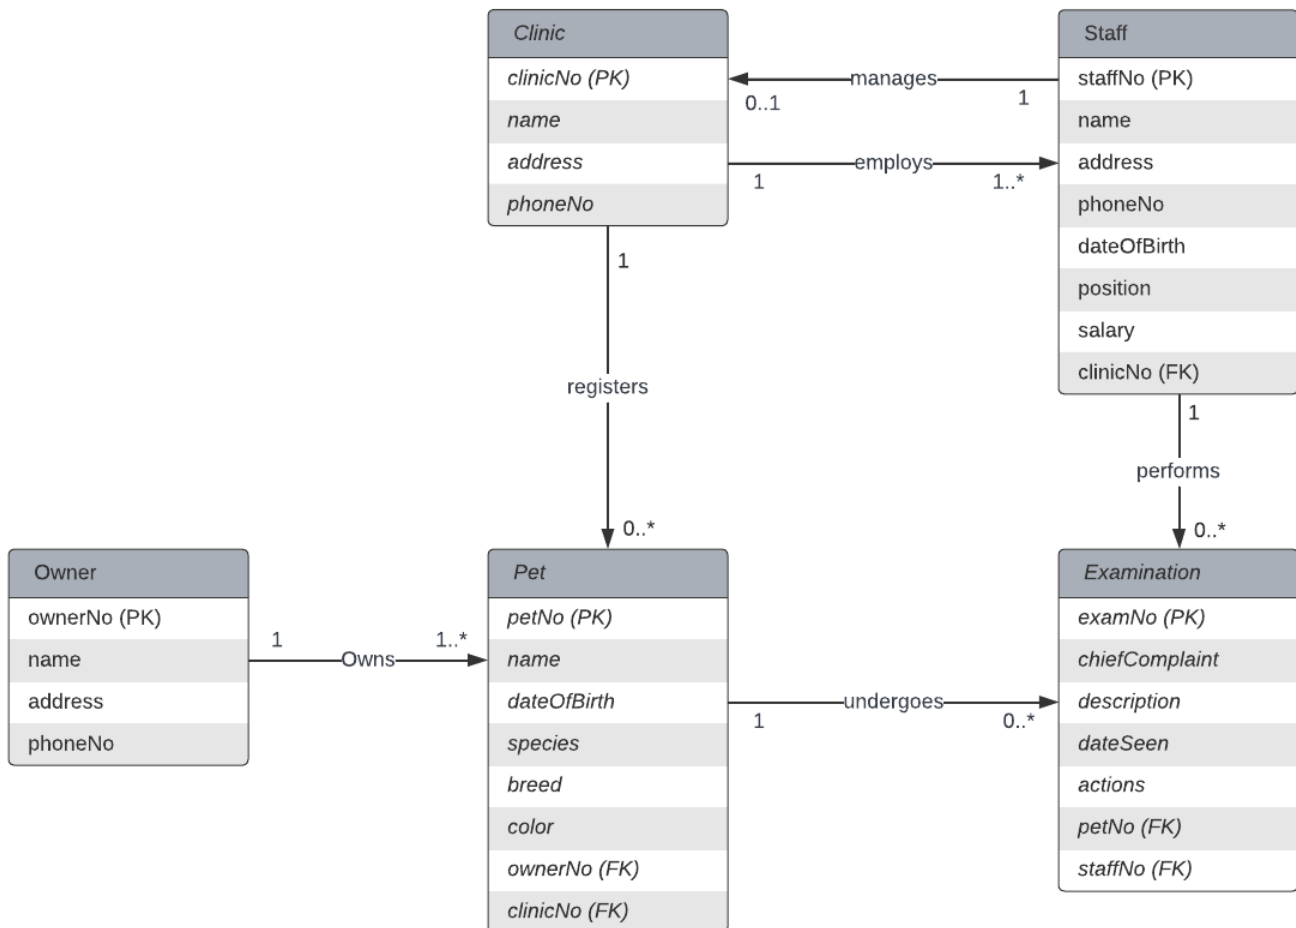 Clinic
clinicNo (PK)
name
address
phoneNo
Staff
staffNo (PK)
name
address
phoneNo
dateOfBirth
position
salary
clinicNo (FK)
manages
0..1
1
employs
1
1..*
1
registers
0..*
1
performs
0..*
Owner
ownerNo (PK)
name
address
phoneNo
1
Owns
1..*
Pet
petNo (PK)
name
dateOfBirth
species
breed
color
ownerNo (FK)
clinicNo (FK)
1
undergoes
0..*
Examination
examNo (PK)
chiefComplaint
description
dateSeen
actions
petNo (FK)
staffNo (FK)